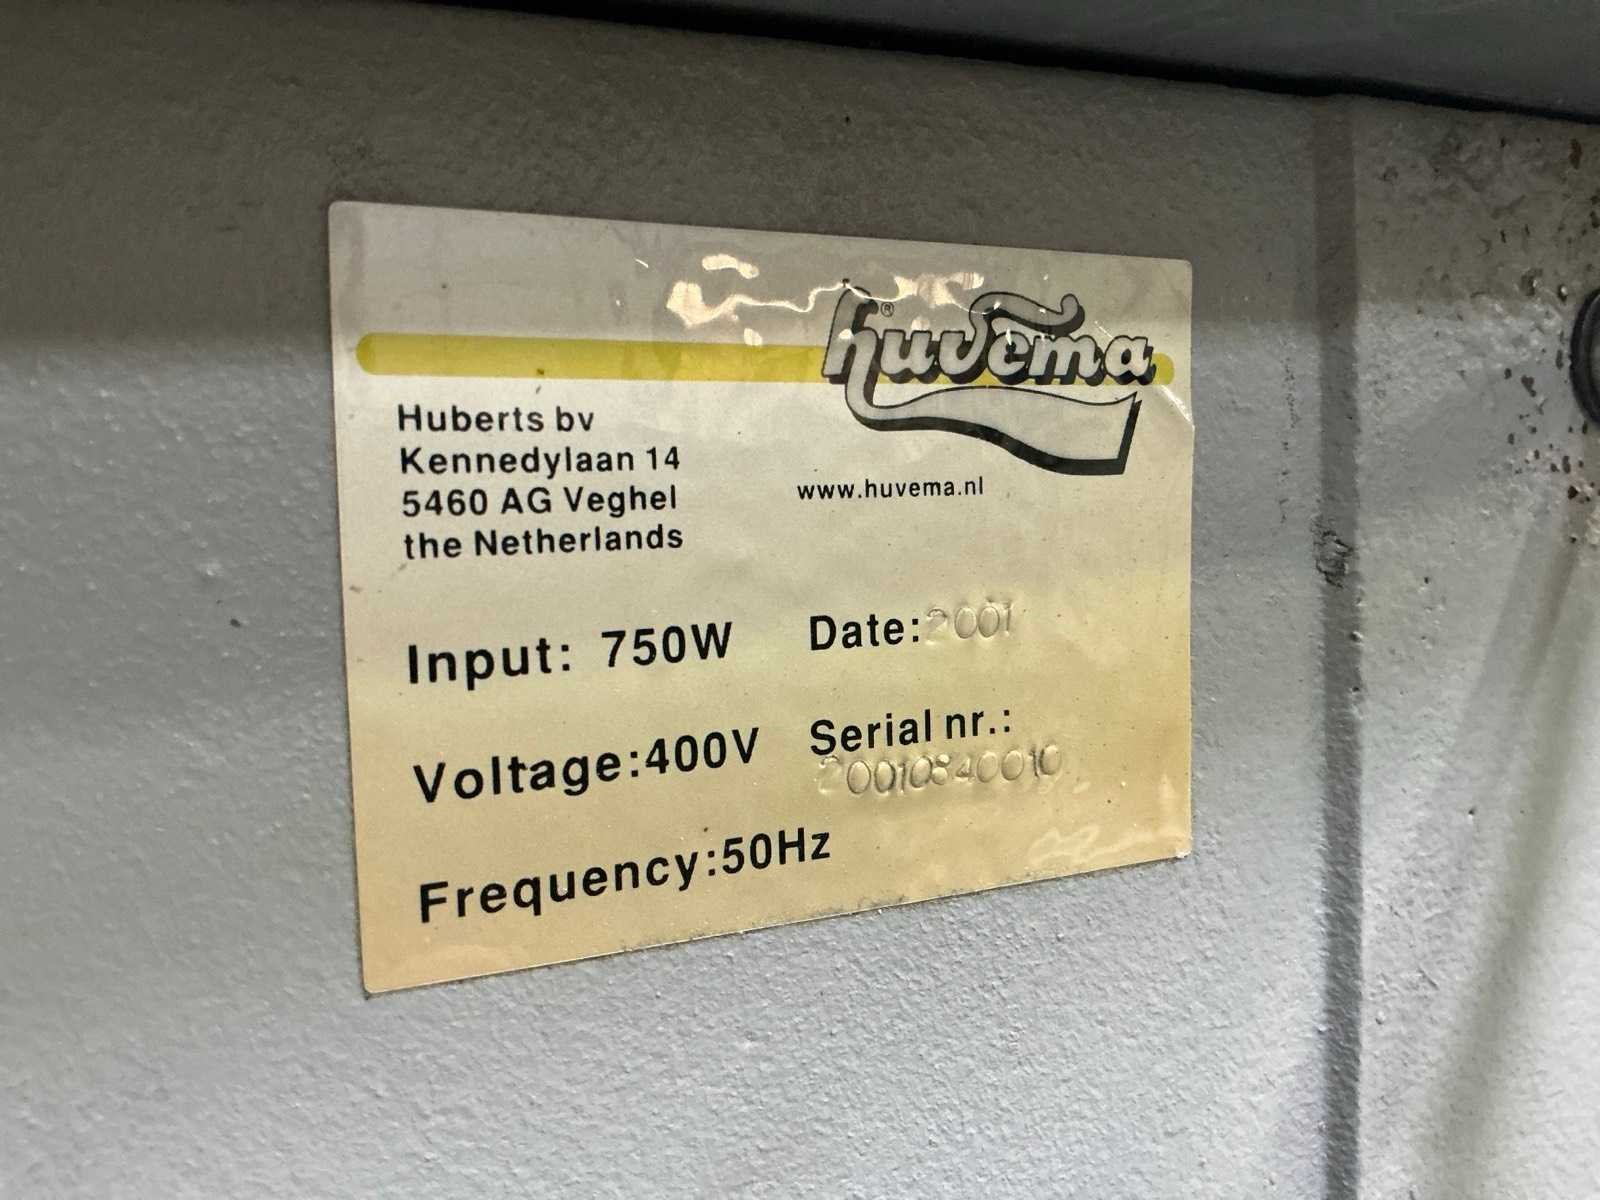 huvema®
Huberts bv
Kennedylaan 14
5460 AG Veghel
the Netherlands
www.huvema.nl
Input: 750W
Date: 2001
Voltage:400V
Serial nr.:
20010840010
Frequency:50Hz